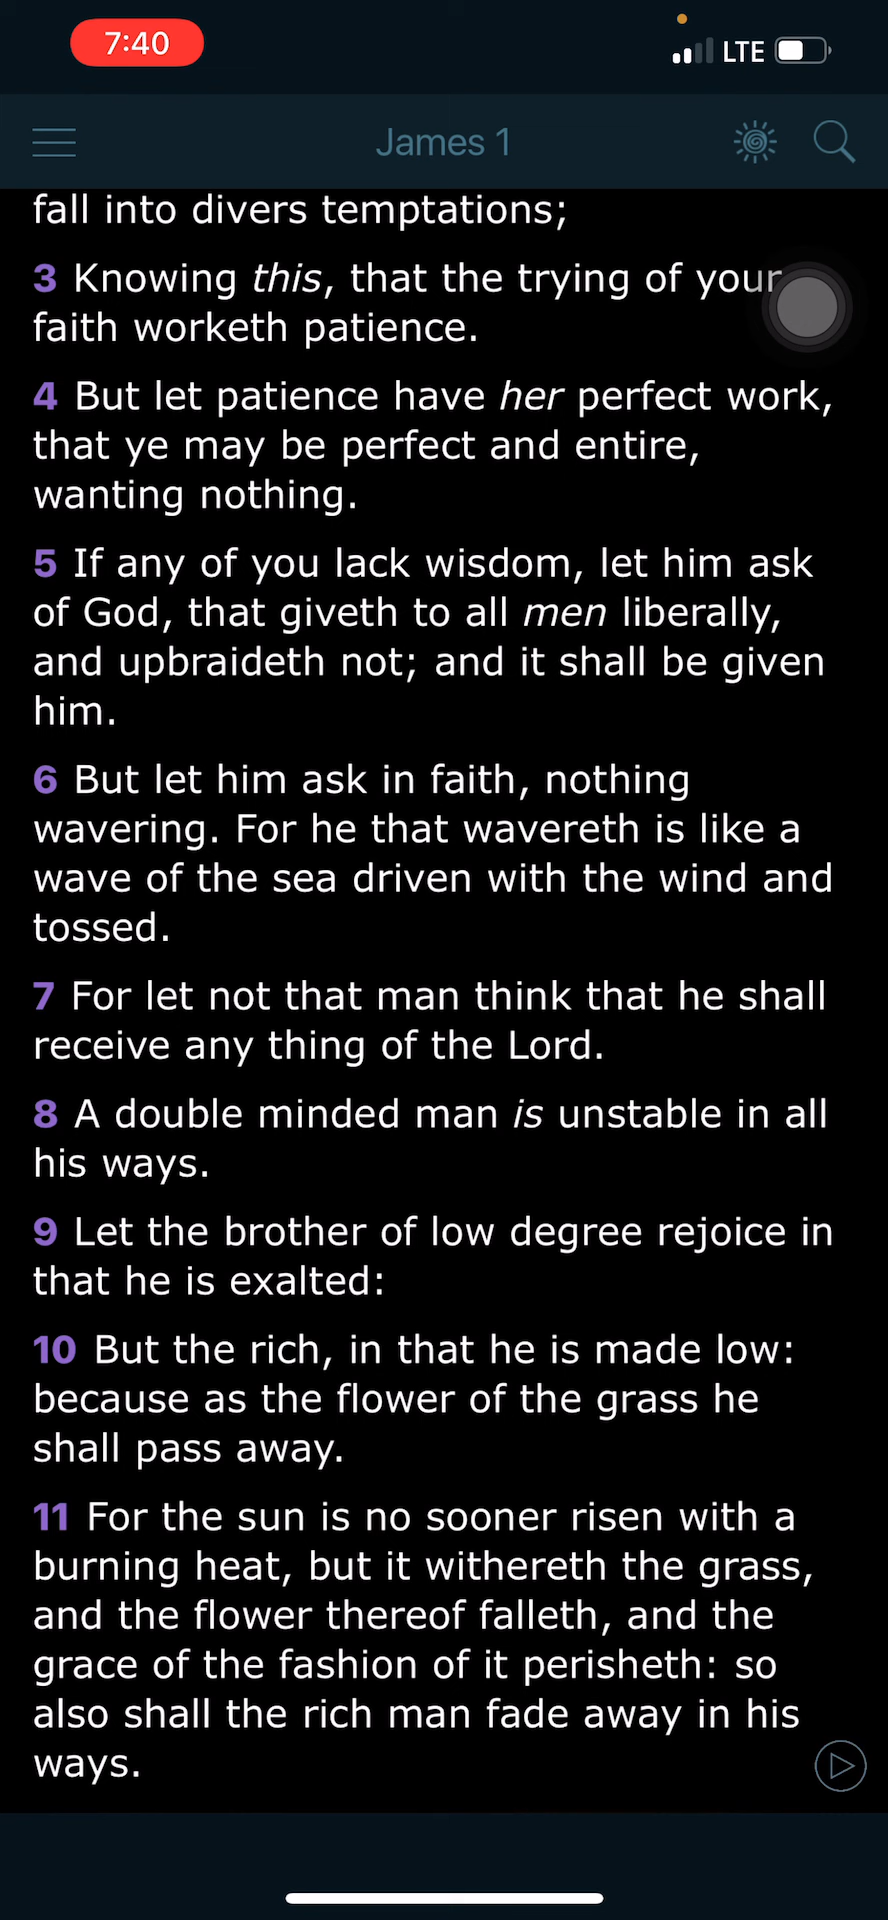 7:40
LTE
James 1
fall into divers temptations;
3 Knowing this, that the trying of your
faith worketh patience.
4 But let patience have her perfect work,
that ye may be perfect and entire,
wanting nothing.
5 If any of you lack wisdom, let him ask
of God, that giveth to all men liberally,
and upbraideth not; and it shall be given
him.
6 But let him ask in faith, nothing
wavering. For he that wavereth is like a
wave of the sea driven with the wind and
tossed.
7 For let not that man think that he shall
receive any thing of the Lord.
8 A double minded man is unstable in all
his ways.
9 Let the brother of low degree rejoice in
that he is exalted:
10 But the rich, in that he is made low:
because as the flower of the grass he
shall pass away.
11 For the sun is no sooner risen with a
burning heat, but it withereth the grass,
and the flower thereof falleth, and the
grace of the fashion of it perisheth: so
also shall the rich man fade away in his
ways.